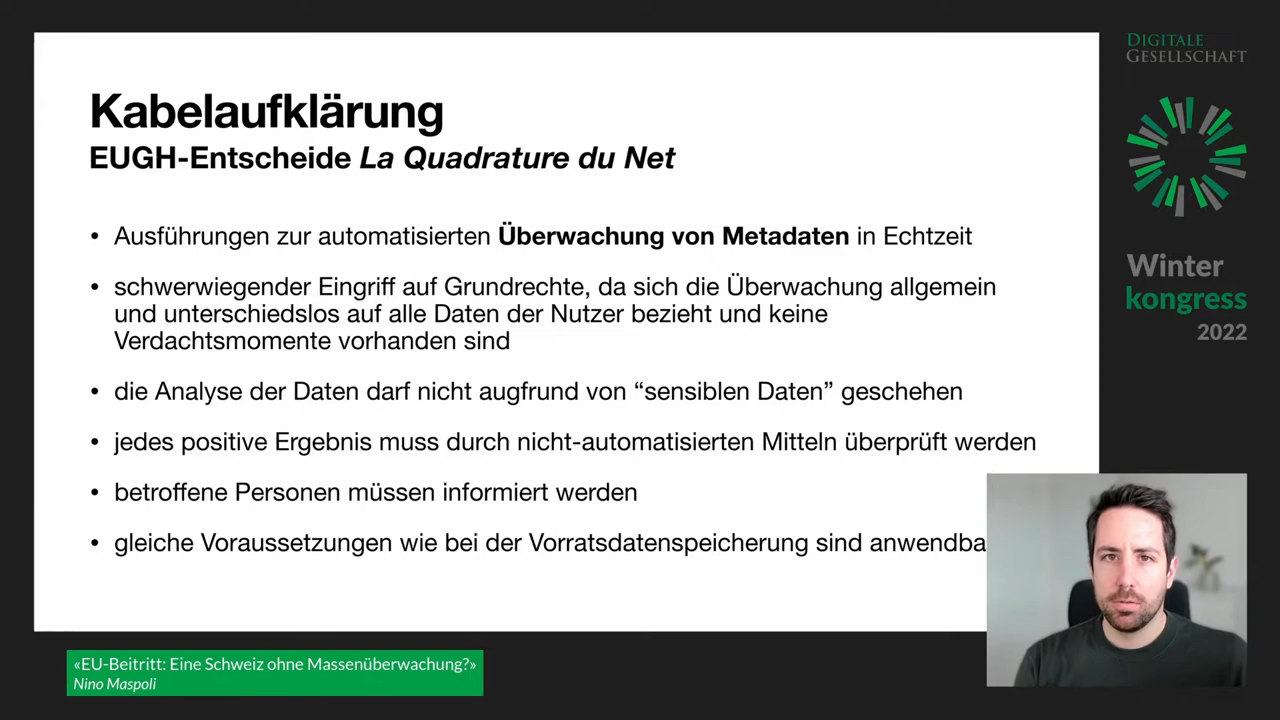 Kabelaufklärung
EUGH-Entscheide La Quadrature du Net
• Ausführungen zur automatisierten Überwachung von Metadaten in Echtzeit
• schwerwiegender Eingriff auf Grundrechte, da sich die Überwachung allgemein
und unterschiedslos auf alle Daten der Nutzer bezieht und keine
Verdachtsmomente vorhanden sind
• die Analyse der Daten darf nicht augfrund von “sensiblen Daten” geschehen
• jedes positive Ergebnis muss durch nicht-automatisierten Mitteln überprüft werden
• betroffene Personen müssen informiert werden
• gleiche Voraussetzungen wie bei der Vorratsdatenspeicherung sind anwendba
DIGITALE
GESELLSCHAFT
Winter
kongress
2022
«EU-Beitritt: Eine Schweiz ohne Massenüberwachung?»
Nino Maspoli